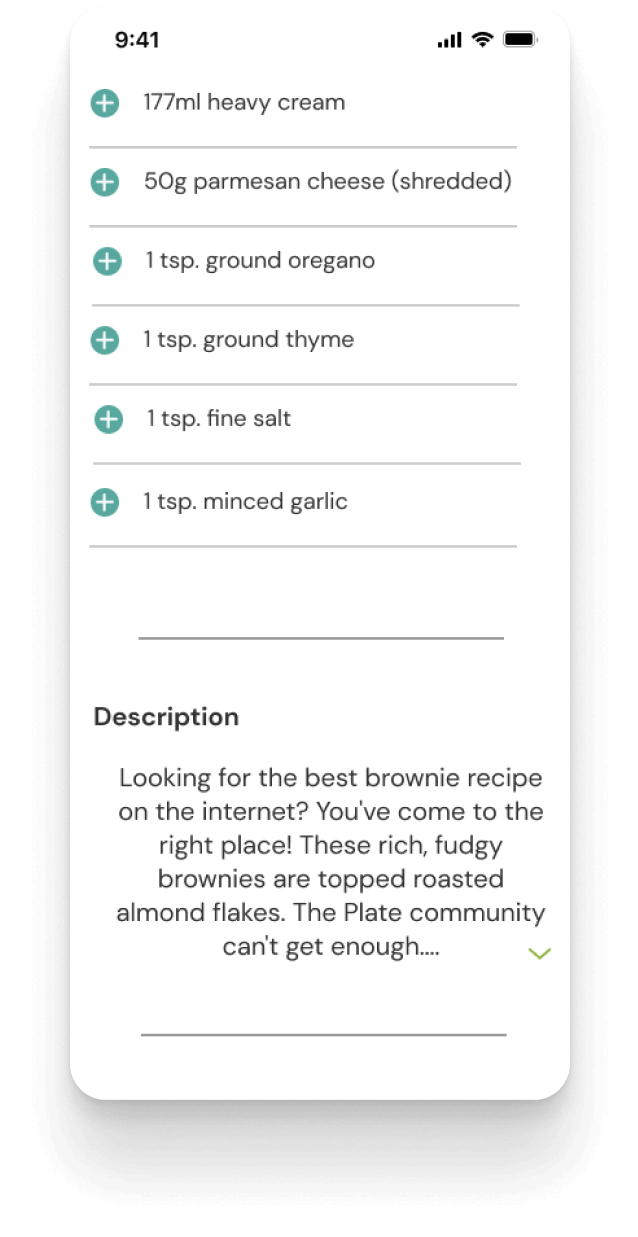 9:41
177ml heavy cream
50g parmesan cheese (shredded)
1 tsp. ground oregano
1 tsp. ground thyme
1 tsp. fine salt
1 tsp. minced garlic
Description
Looking for the best brownie recipe
on the internet? You've come to the
right place! These rich, fudgy
brownies are topped roasted
almond flakes. The Plate community
can't get enough....